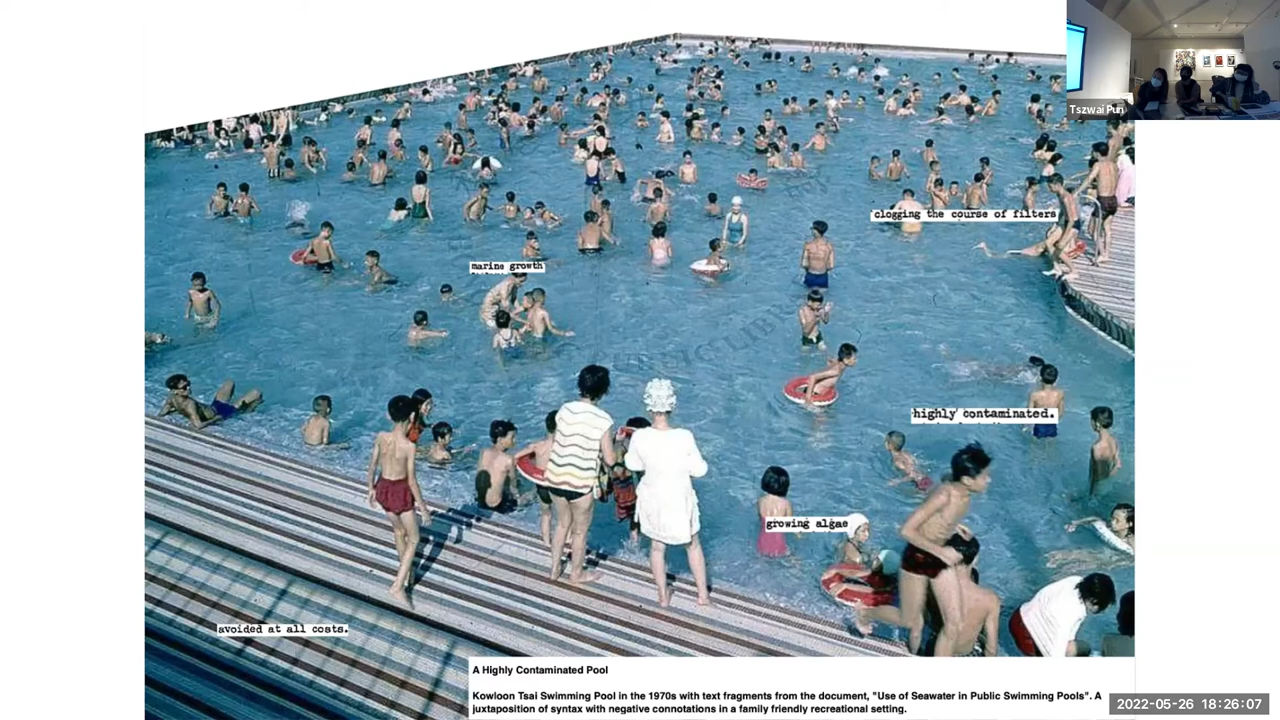 Tszwai Pun
clogging the course of filters
marine growth
highly contaminated.
growing algae
avoided at all costs.
A Highly Contaminated Pool
Kowloon Tsai Swimming Pool in the 1970s with text fragments from the document, "Use of Seawater in Public Swimming Pools". A
juxtaposition of syntax with negative connotations in a family friendly recreational setting.
2022-05-26 18:26:07